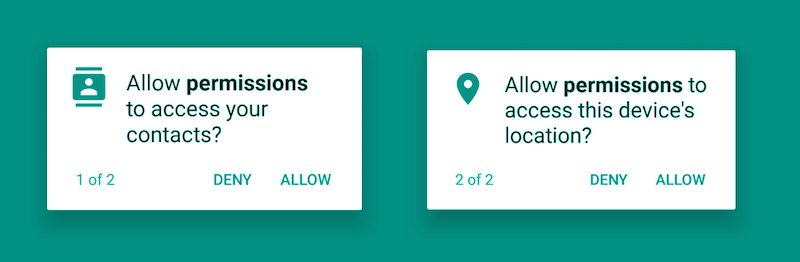 Allow permissions
to access your
contacts?
1 of 2 DENY ALLOW
Allow permissions to
access this device's
location?
2 of 2 DENY ALLOW